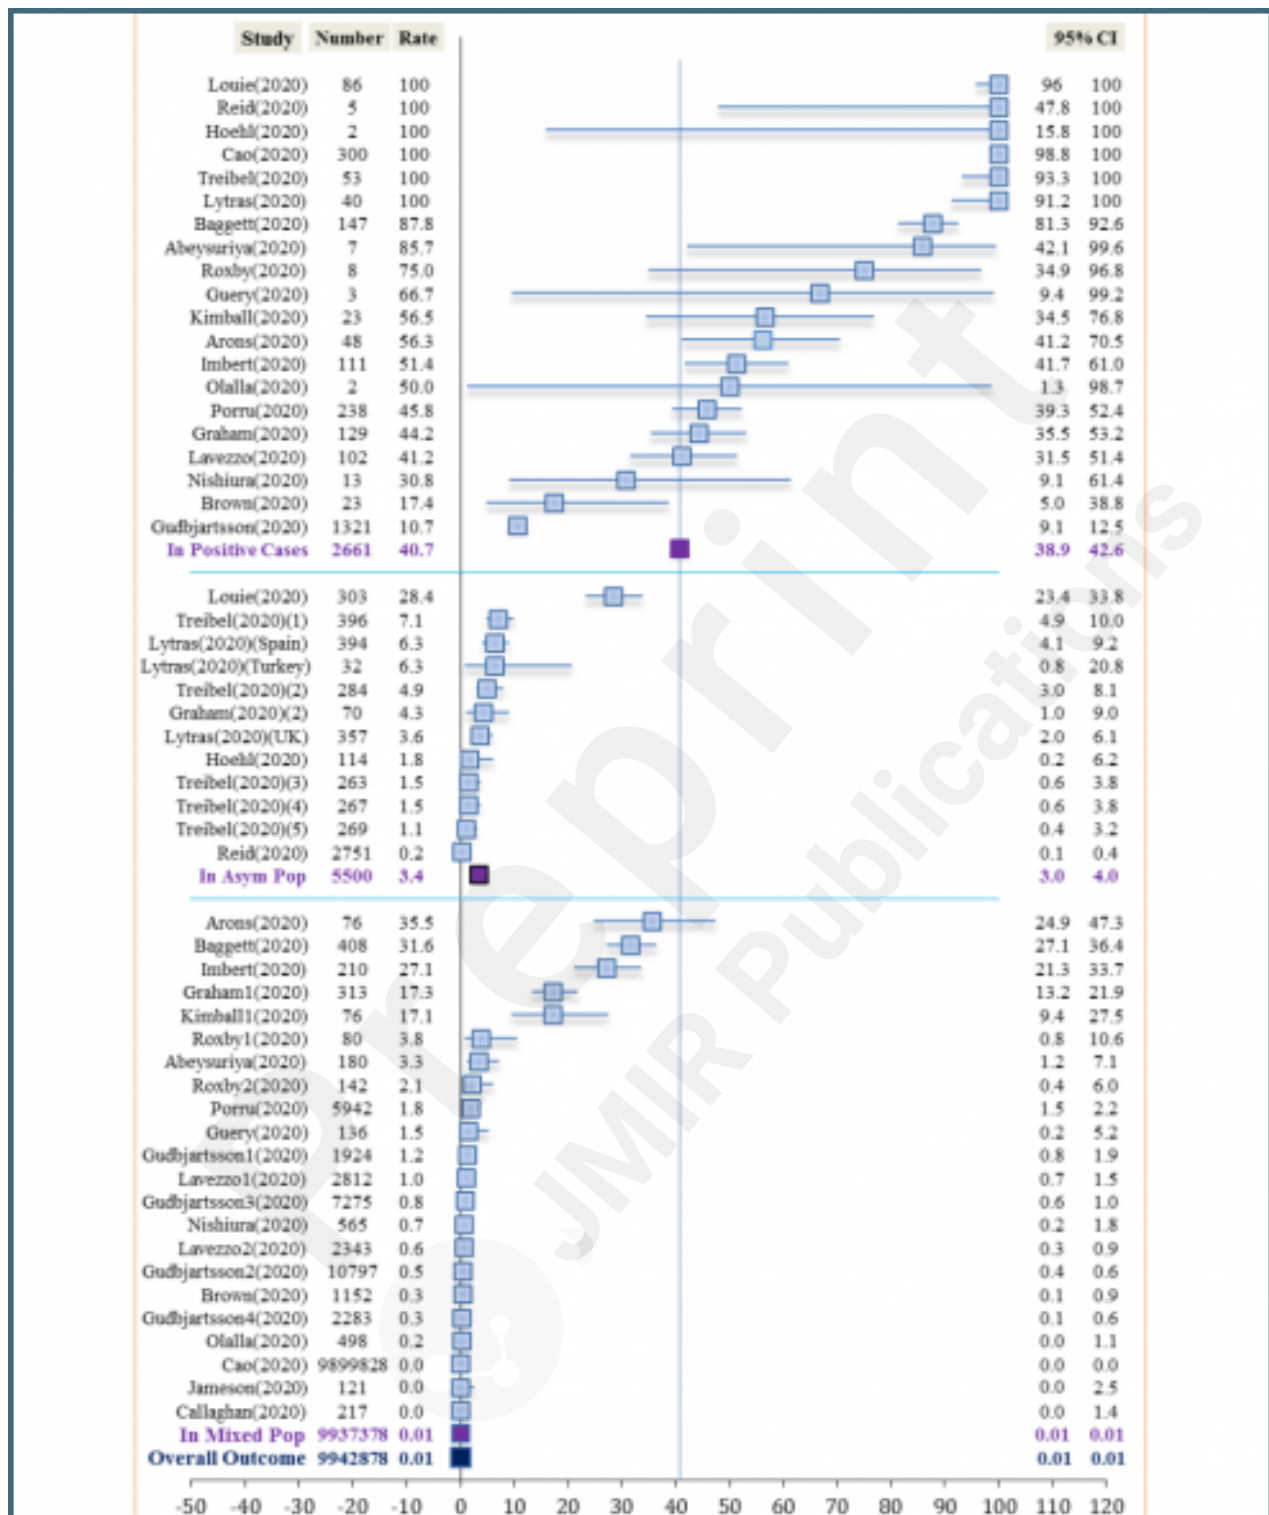 Study Number Rate 95% CI
Louie(2020) 86 100 96 100
Reid(2020) 5 100 47.8 100
Hoehl(2020) 2 100 15.8 100
Cao(2020) 300 100 98.8 100
Treibel(2020) 53 100 93.3 100
Lytras(2020) 40 100 91.2 100
Baggett(2020) 147 87.8 81.3 92.6
Abeysuriya(2020) 7 85.7 42.1 99.6
Roxby(2020) 8 75.0 34.9 96.8
Guery(2020) 3 66.7 9.4 99.2
Kimball(2020) 23 56.5 34.5 76.8
Arons(2020) 48 56.3 41.2 70.5
Imbert(2020) 111 51.4 41.7 61.0
Olalla(2020) 2 50.0 1.3 98.7
Porru(2020) 238 45.8 39.3 52.4
Graham(2020) 129 44.2 35.5 53.2
Lavezzo(2020) 102 41.2 31.5 51.4
Nishiura(2020) 13 30.8 9.1 61.4
Brown(2020) 23 17.4 5.0 38.8
Gudbjartsson(2020) 1321 10.7 9.1 12.5
In Positive Cases 2661 40.7 38.9 42.6
Louie(2020) 303 28.4 23.4 33.8
Treibel(2020)(1) 396 7.1 4.9 10.0
Lytras(2020)(Spain) 394 6.3 4.1 9.2
Lytras(2020)(Turkey) 32 6.3 0.8 20.8
Treibel(2020)(2) 284 4.9 3.0 8.1
Graham(2020)(2) 70 4.3 1.0 9.0
Lytras(2020)(UK) 357 3.6 2.0 6.1
Hoehl(2020) 114 1.8 0.2 6.2
Treibel(2020)(3) 263 1.5 0.6 3.8
Treibel(2020)(4) 267 1.5 0.6 3.8
Treibel(2020)(5) 269 1.1 0.4 3.2
Reid(2020) 2751 0.2 0.1 0.4
In Asym Pop 5500 3.4 3.0 4.0
Arons(2020) 76 35.5 24.9 47.3
Baggett(2020) 408 31.6 27.1 36.4
Imbert(2020) 210 27.1 21.3 33.7
Graham1(2020) 313 17.3 13.2 21.9
Kimball1(2020) 76 17.1 9.4 27.5
Roxby1(2020) 80 3.8 0.8 10.6
Abeysuriya(2020) 180 3.3 1.2 7.1
Roxby2(2020) 142 2.1 0.4 6.0
Porru(2020) 5942 1.8 1.5 2.2
Guery(2020) 136 1.5 0.2 5.2
Gudbjartsson1(2020) 1924 1.2 0.8 1.9
Lavezzo1(2020) 2812 1.0 0.7 1.5
Gudbjartsson3(2020) 7275 0.8 0.6 1.0
Nishiura(2020) 565 0.7 0.2 1.8
Lavezzo2(2020) 2343 0.6 0.3 0.9
Gudbjartsson2(2020) 10797 0.5 0.4 0.6
Brown(2020) 1152 0.3 0.1 0.9
Gudbjartsson4(2020) 2283 0.3 0.1 0.6
Olalla(2020) 498 0.2 0.0 1.1
Cao(2020) 9899828 0.0 0.0 0.0
Jameson(2020) 121 0.0 0.0 2.5
Callaghan(2020) 217 0.0 0.0 1.4
In Mixed Pop 9937378 0.01 0.01 0.01
Overall Outcome 9942878 0.01 0.01 0.01
-50 -40 -30 -20 -10 0 10 20 30 40 50 60 70 80 90 100 110 120
Preprint
JMIR Publications